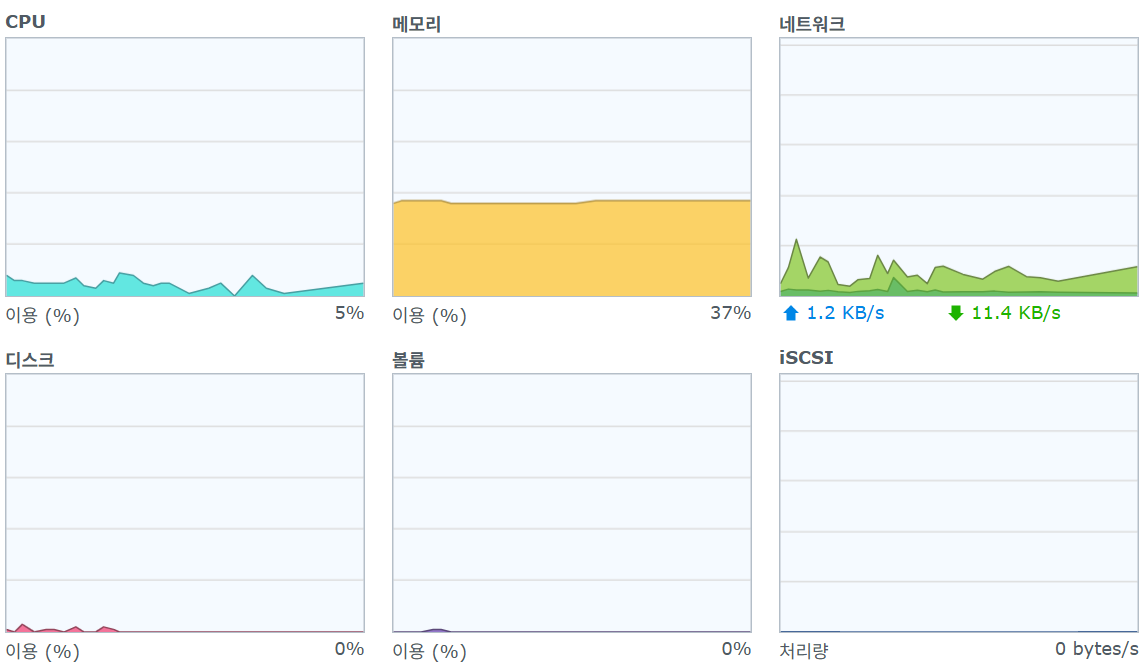 CPU
메모리
네트워크
이용 (%) 5%
이용 (%) 37%
1.2 KB/s 11.4 KB/s
디스크
볼륨
iSCSI
이용 (%) 0%
이용 (%) 0%
처리량 0 bytes/s